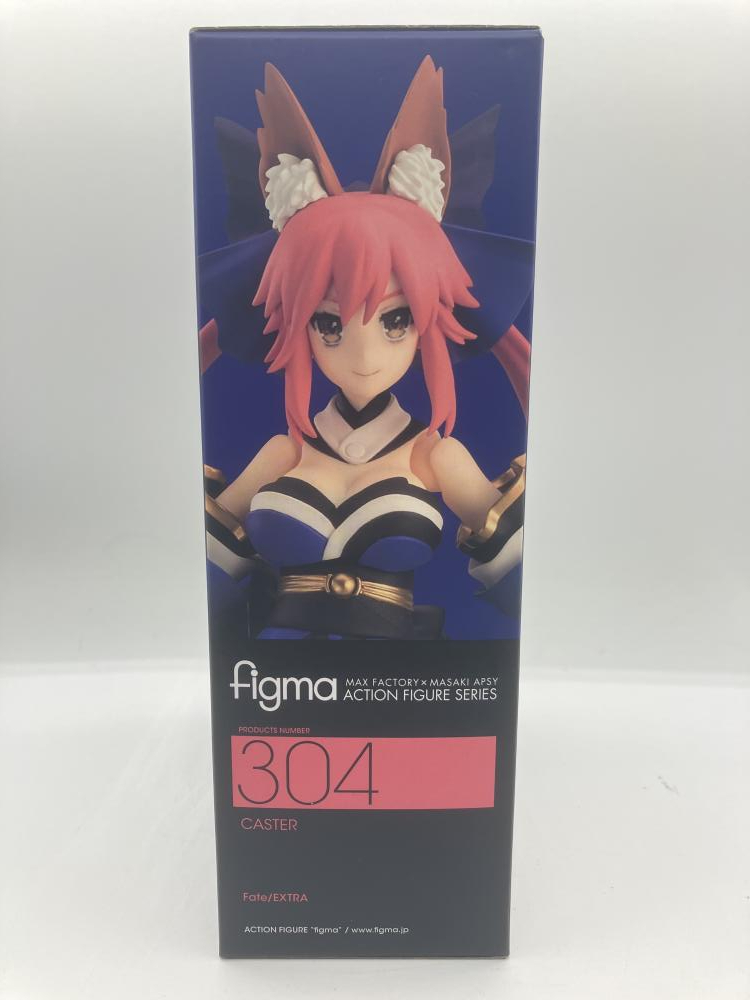 figma MAX FACTORY×MASAKI APSY
ACTION FIGURE SERIES
PRODUCTS NUMBER
304
CASTER
Fate/EXTRA
ACTION FIGURE "figma" / www.figma.jp